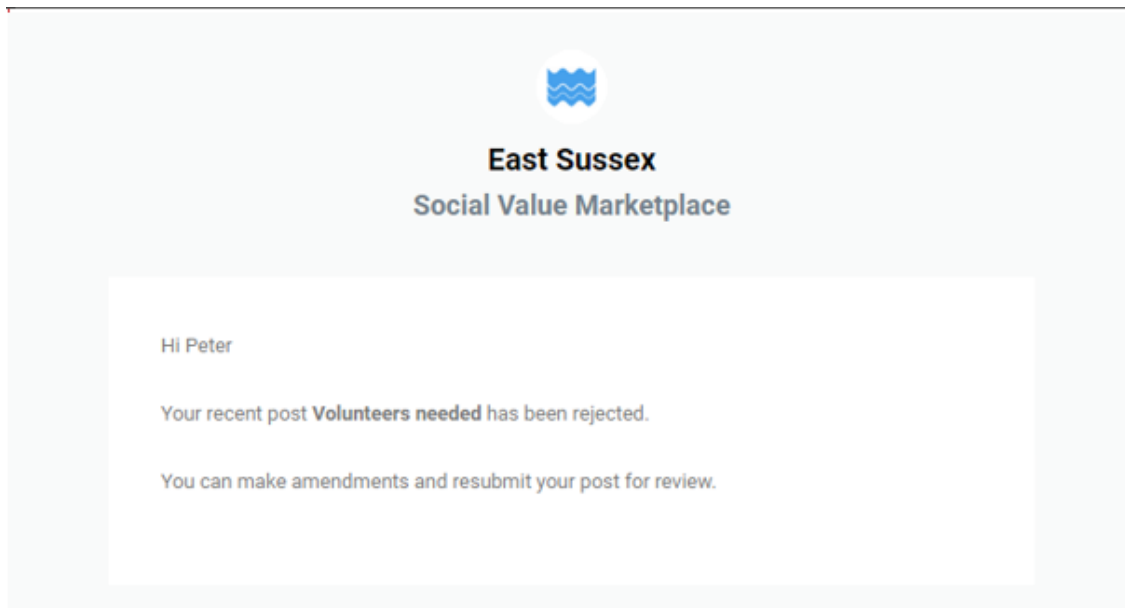 East Sussex
Social Value Marketplace
Hi Peter
Your recent post Volunteers needed has been rejected.
You can make amendments and resubmit your post for review.